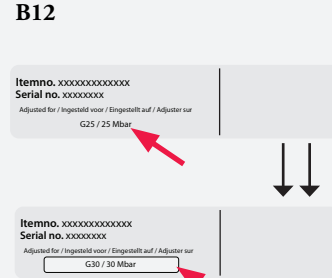 B12
Itemno. xxxxxxxxxxxxx
Serial no. xxxxxxxx
Adjusted for / Ingesteld voor / Eingestellt auf / Adjuster sur
G25 / 25 Mbar
Itemno. xxxxxxxxxxxxx
Serial no. xxxxxxxx
Adjusted for / Ingesteld voor / Eingestellt auf / Adjuster sur
G30 / 30 Mbar